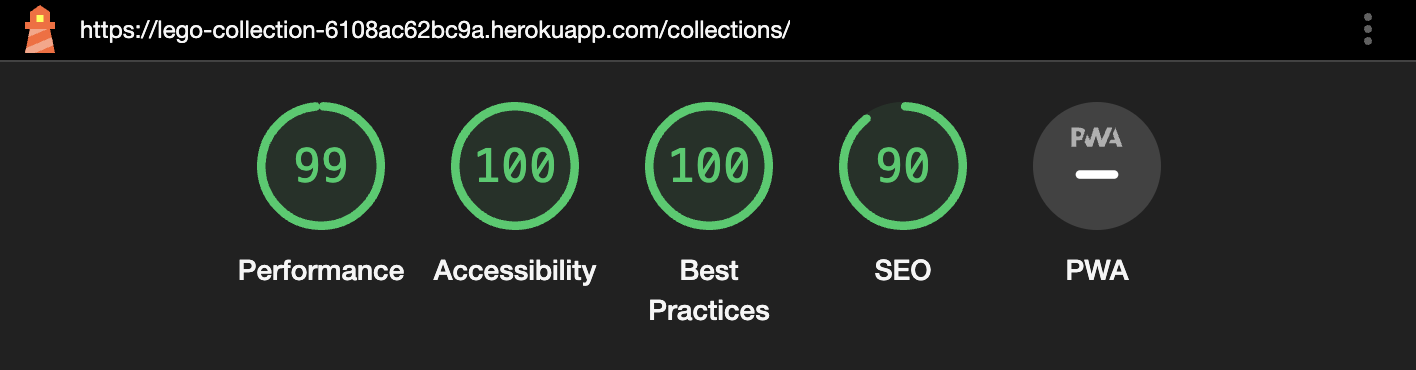 https://lego-collection-6108ac62bc9a.herokuapp.com/collections/
99 100 100 90 PWA
Performance Accessibility Best Practices SEO PWA